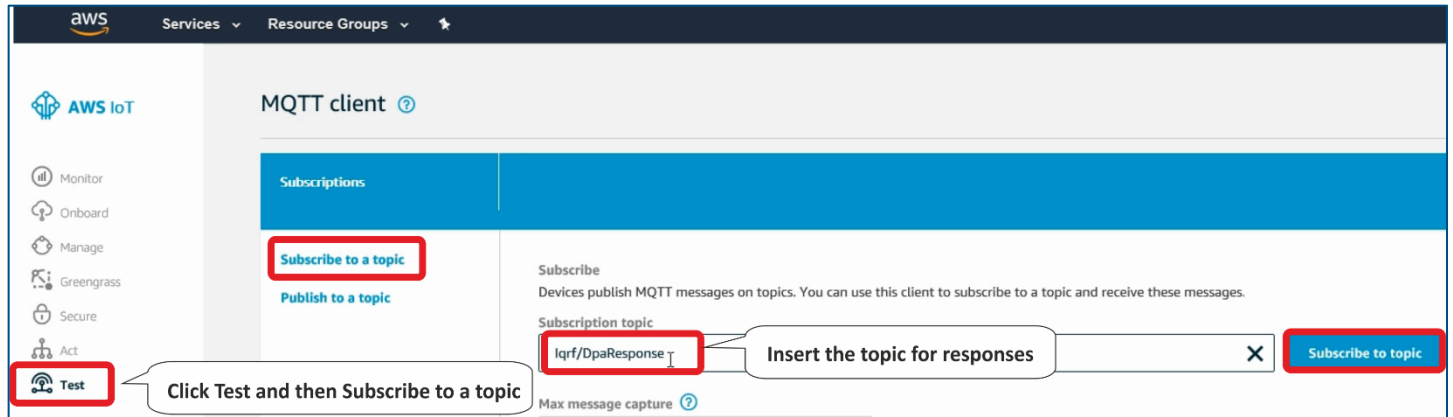 aws
Services
Resource Groups
AWS IoT
MQTT client ?
Monitor
Onboard
Manage
Greengrass
Secure
Act
Test
Subscriptions
Subscribe to a topic
Publish to a topic
Subscribe
Devices publish MQTT messages on topics. You can use this client to subscribe to a topic and receive these messages.
Subscription topic
Iqrf/DpaResponse
Insert the topic for responses
Subscribe to topic
Click Test and then Subscribe to a topic
Max message capture ?